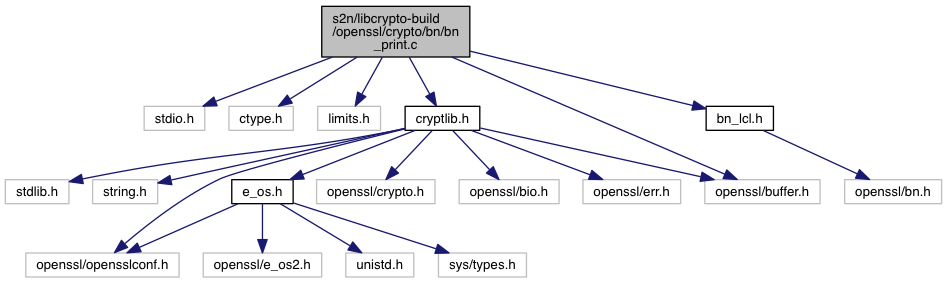 s2n/libcrypto-build
/openssl/crypto/bn/bn
_print.c
stdio.h
ctype.h
limits.h
cryptlib.h
bn_lcl.h
stdlib.h
string.h
e_os.h
openssl/crypto.h
openssl/bio.h
openssl/err.h
openssl/buffer.h
openssl/bn.h
openssl/opensslconf.h
openssl/e_os2.h
unistd.h
sys/types.h